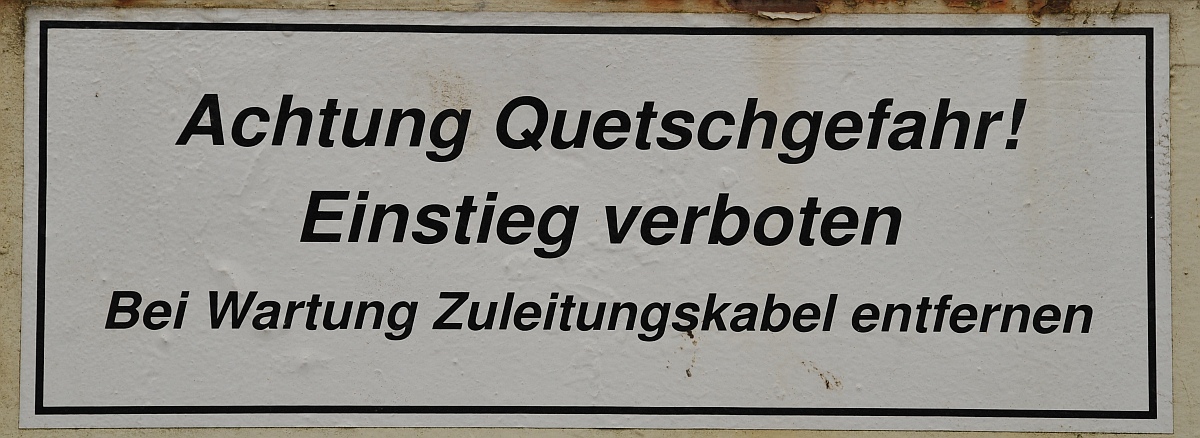 Achtung Quetschgefahr!
Einstieg verboten
Bei Wartung Zuleitungskabel entfernen